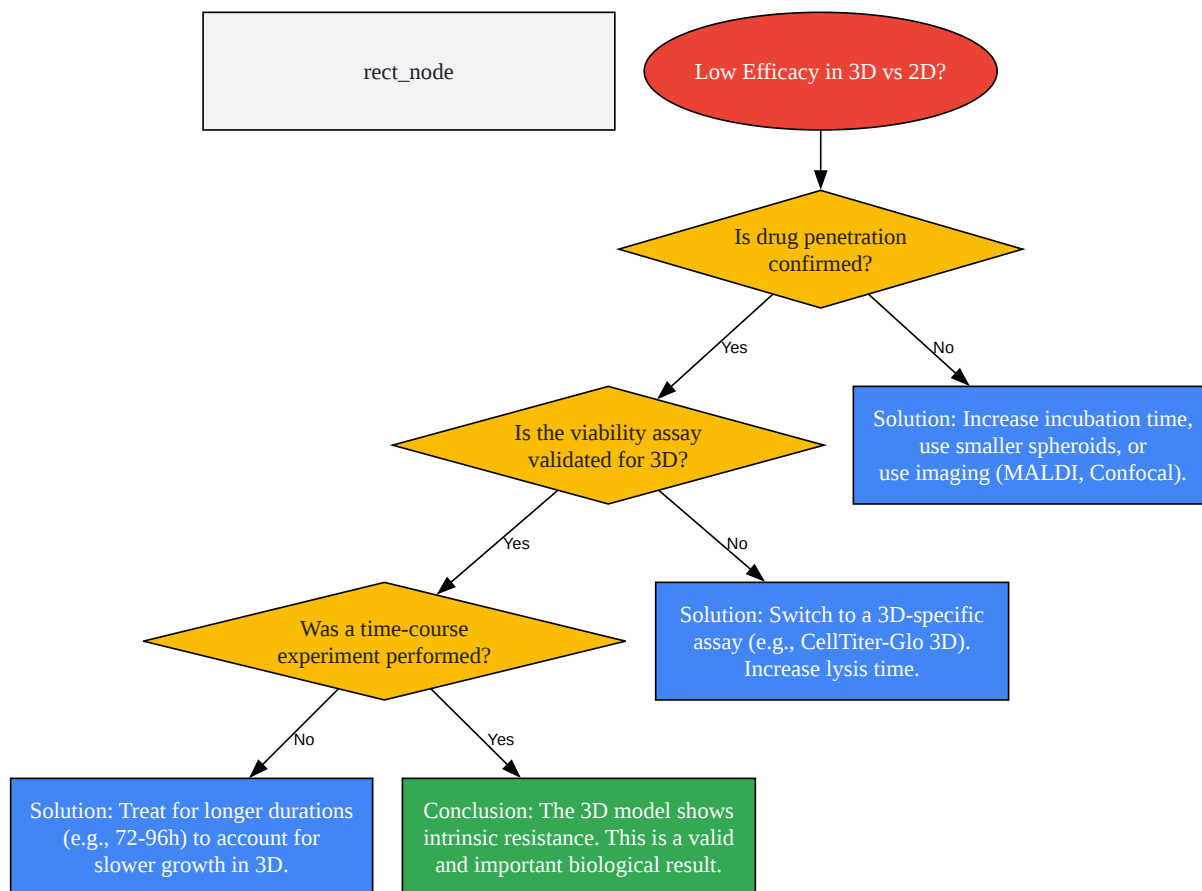 rect_node
Low Efficacy in 3D vs 2D?
Is drug penetration
confirmed?
Yes
No
Is the viability assay
validated for 3D?
Solution: Increase incubation time,
use smaller spheroids, or
use imaging (MALDI, Confocal).
Yes
No
Was a time-course
experiment performed?
Solution: Switch to a 3D-specific
assay (e.g., CellTiter-Glo 3D).
Increase lysis time.
No
Yes
Solution: Treat for longer durations
(e.g., 72-96h) to account for
slower growth in 3D.
Conclusion: The 3D model shows
intrinsic resistance. This is a valid
and important biological result.